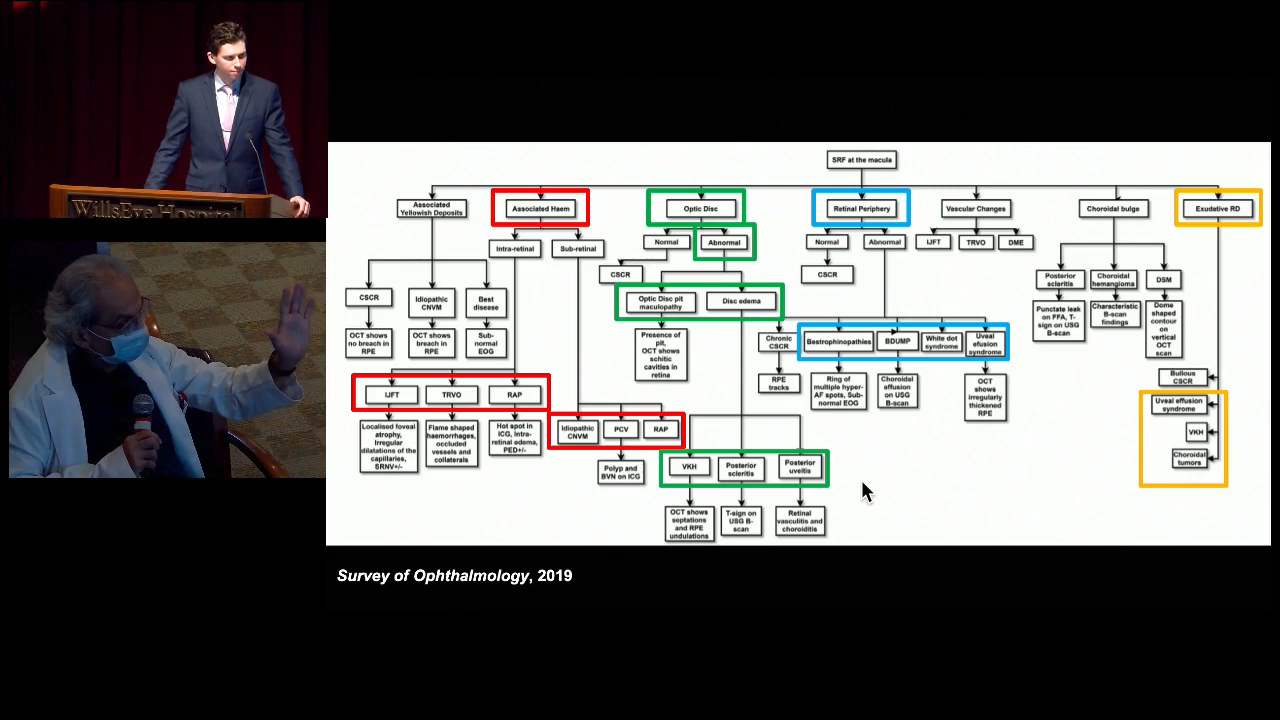 WillsEye Hospital
SRF at the macula
Associated
Yellowish Deposits
Associated Haem
Optic Disc
Retinal Periphery
Vascular Changes
Choroidal bulge
Exudative RD
Intra-retinal
Sub-retinal
Normal
Abnormal
Normal
Abnormal
IJFT
TRVO
DME
CSCR
CSCR
CSCR
Idiopathic
CNVM
Best
disease
Optic Disc pit
maculopathy
Disc edema
Posterior
scleritis
Choroidal
hemangioma
DSM
OCT shows
no breach in
RPE
OCT shows
breach in
RPE
Sub-
normal
EOG
Presence of
pit,
OCT shows
schitic
cavities in
retina
Chronic
CSCR
Bestrophinopathies
BDUMP
White dot
syndrome
Uveal
efusion
syndrome
Punctate leak
on FFA, T-
sign on USG
B-scan
Characteristic
B-scan
findings
Dome
shaped
contour
on
vertical
OCT
scan
RPE
tracks
Ring of
multiple hyper-
AF spots, Sub-
normal EOG
Choroidal
effusion
on USG
B-scan
OCT
shows
irregularly
thickened
RPE
Bullous
CSCR
Uveal effusion
syndrome
VKH
Choroidal
tumors
IJFT
TRVO
RAP
Localised foveal
atrophy,
Irregular
dilatations of the
capillaries,
SRNV+/-
Flame shaped
haemorrhages,
occluded
vessels and
collaterals
Hot spot in
ICG, intra-
retinal edema,
PED+/-
Idiopathic
CNVM
PCV
RAP
Polyp and
BVN on ICG
VKH
Posterior
scleritis
Posterior
uveitis
OCT shows
septations
and RPE
undulations
T-sign on
USG B-
scan
Retinal
vasculitis and
choroiditis
Survey of Ophthalmology, 2019